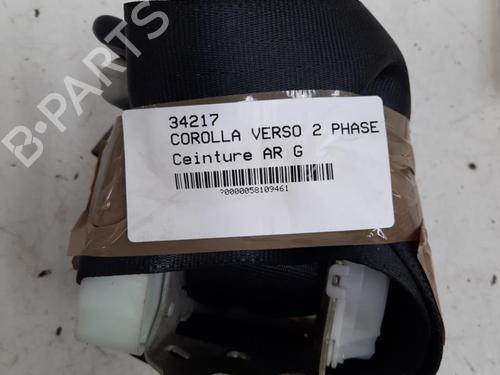 B-PARTS
34217
COROLLA VERSO 2 PHASE
Ceinture AR G
?0000058109461